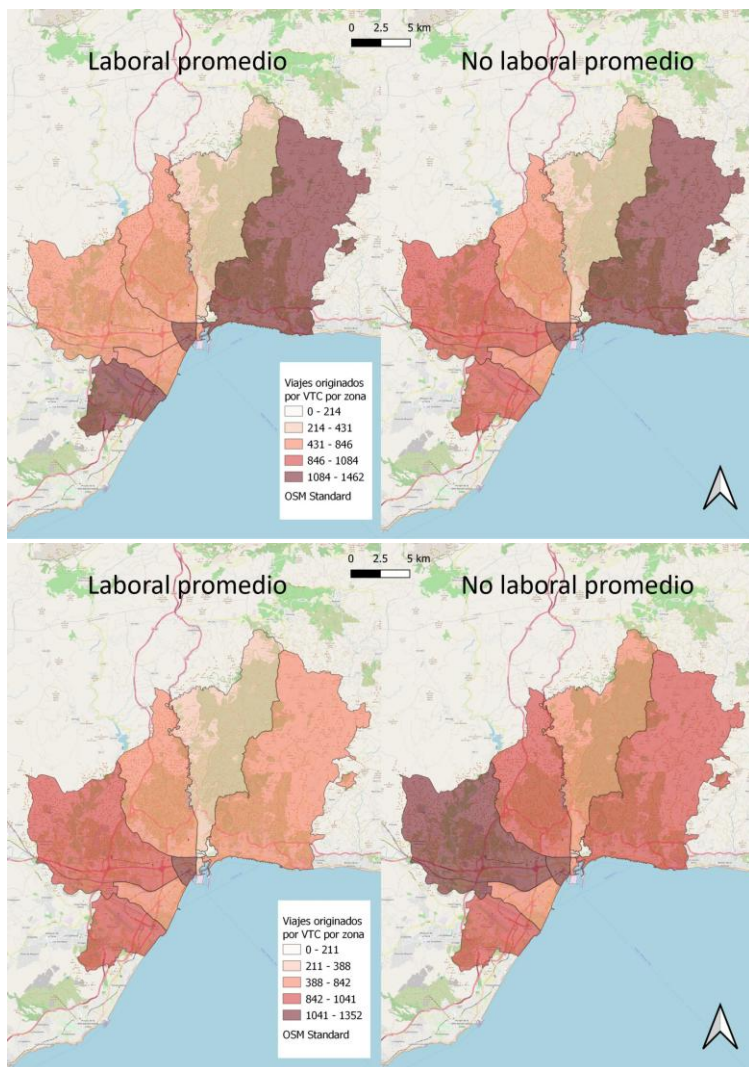 Laboral promedio
0 2.5 5 km
No laboral promedio
Viajes originados
por VTC por zona
0 - 214
214 - 431
431 - 846
846 - 1084
1084 - 1462
OSM Standard
Laboral promedio
0 2.5 5 km
No laboral promedio
Viajes originados
por VTC por zona
0 - 211
211 - 388
388 - 842
842 - 1041
1041 - 1352
OSM Standard